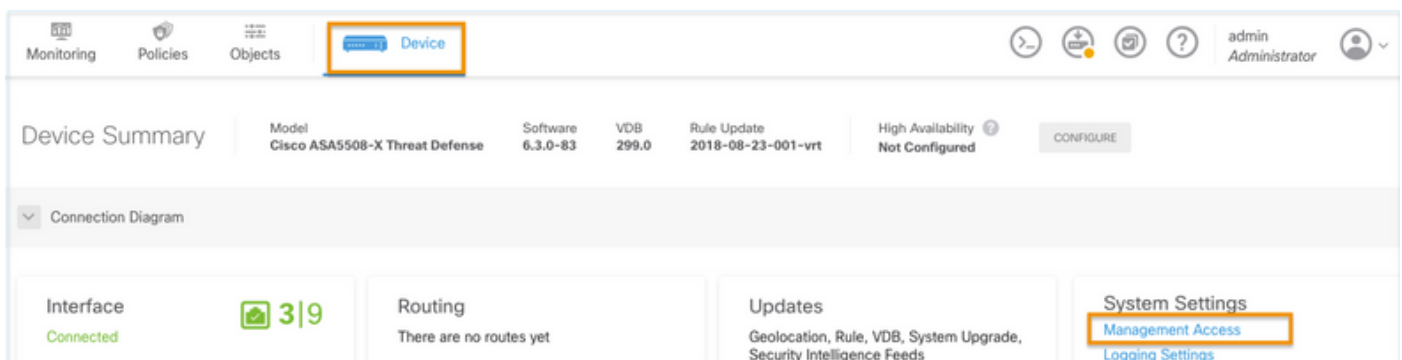 Monitoring
Policies
Objects
Device
admin
Administrator
Device Summary
Model
Cisco ASA5508-X Threat Defense
Software
6.3.0-83
VDB
299.0
Rule Update
2018-08-23-001-vrt
High Availability
Not Configured
CONFIGURE
Connection Diagram
Interface
Connected
3|9
Routing
There are no routes yet
Updates
Geolocation, Rule, VDB, System Upgrade,
Security Intelligence Feeds
System Settings
Management Access
Logging Settings